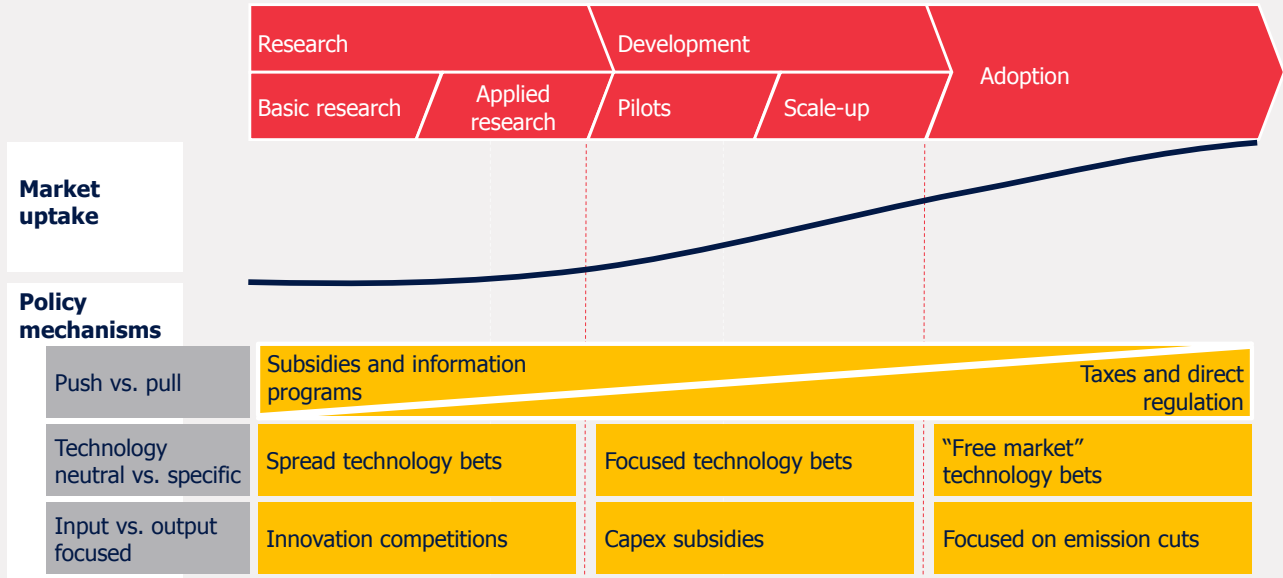 Research
Development
Adoption
Basic research
Applied
research
Pilots
Scale-up
Market
uptake
Policy
mechanisms
Push vs. pull
Subsidies and information
programs
Taxes and direct
regulation
Technology
neutral vs. specific
Spread technology bets
Focused technology bets
“Free market”
technology bets
Input vs. output
focused
Innovation competitions
Capex subsidies
Focused on emission cuts